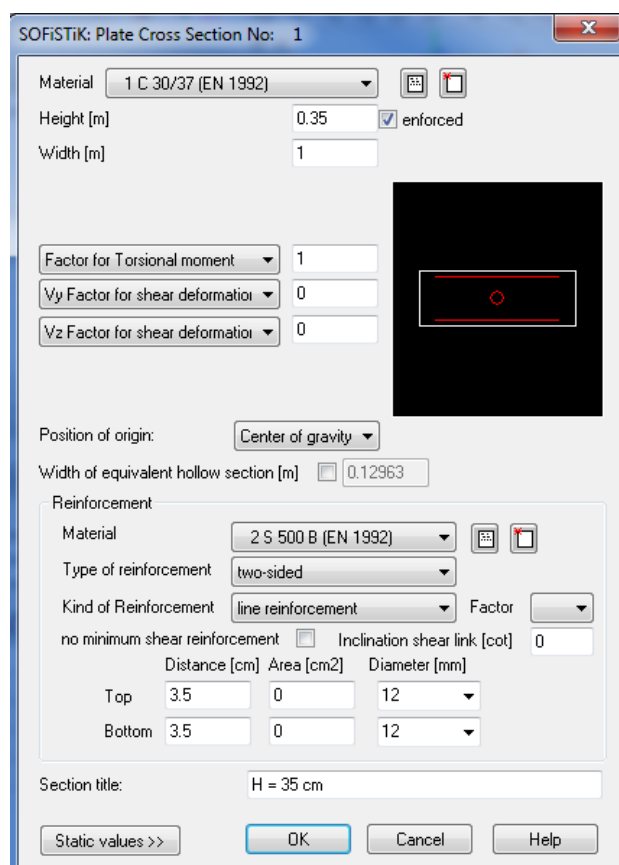 SOFiSTiK: Plate Cross Section No: 1
Material 1 C 30/37 (EN 1992)
Height [m] 0.35 enforced
Width [m] 1
Factor for Torsional moment 1
Vy Factor for shear deformation 0
Vz Factor for shear deformation 0
Position of origin: Center of gravity
Width of equivalent hollow section [m] 0.12963
Reinforcement
Material 2 S 500 B (EN 1992)
Type of reinforcement two-sided
Kind of Reinforcement line reinforcement Factor
no minimum shear reinforcement Inclination shear link [cot] 0
Distance [cm] Area [cm2] Diameter [mm]
Top 3.5 0 12
Bottom 3.5 0 12
Section title: H = 35 cm
Static values >> OK Cancel Help